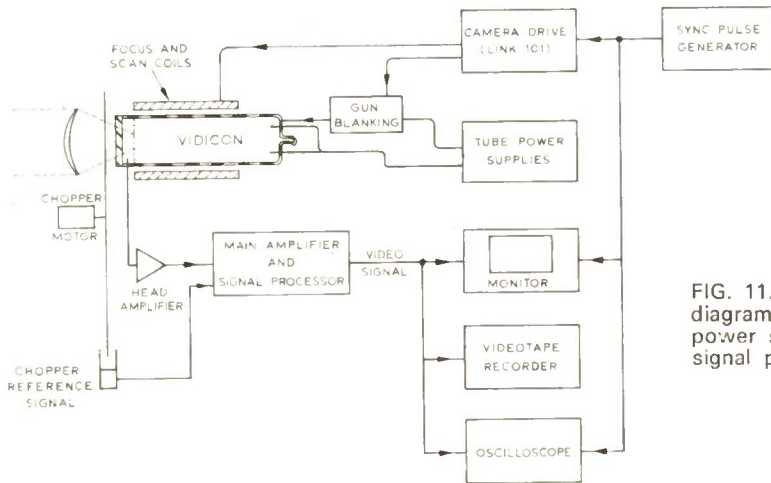 FOCUS AND
SCAN COILS
CAMERA DRIVE
(LINK 101)
SYNC PULSE
GENERATOR
GUN
BLANKING
VIDICON
TUBE POWER
SUPPLIES
CHOPPER
MOTOR
HEAD
AMPLIFIER
MAIN AMPLIFIER
AND
SIGNAL PROCESSOR
VIDEO
SIGNAL
MONITOR
VIDEOTAPE
RECORDER
CHOPPER
REFERENCE
SIGNAL
OSCILLOSCOPE
FIG. 11.
diagram
power s
signal p